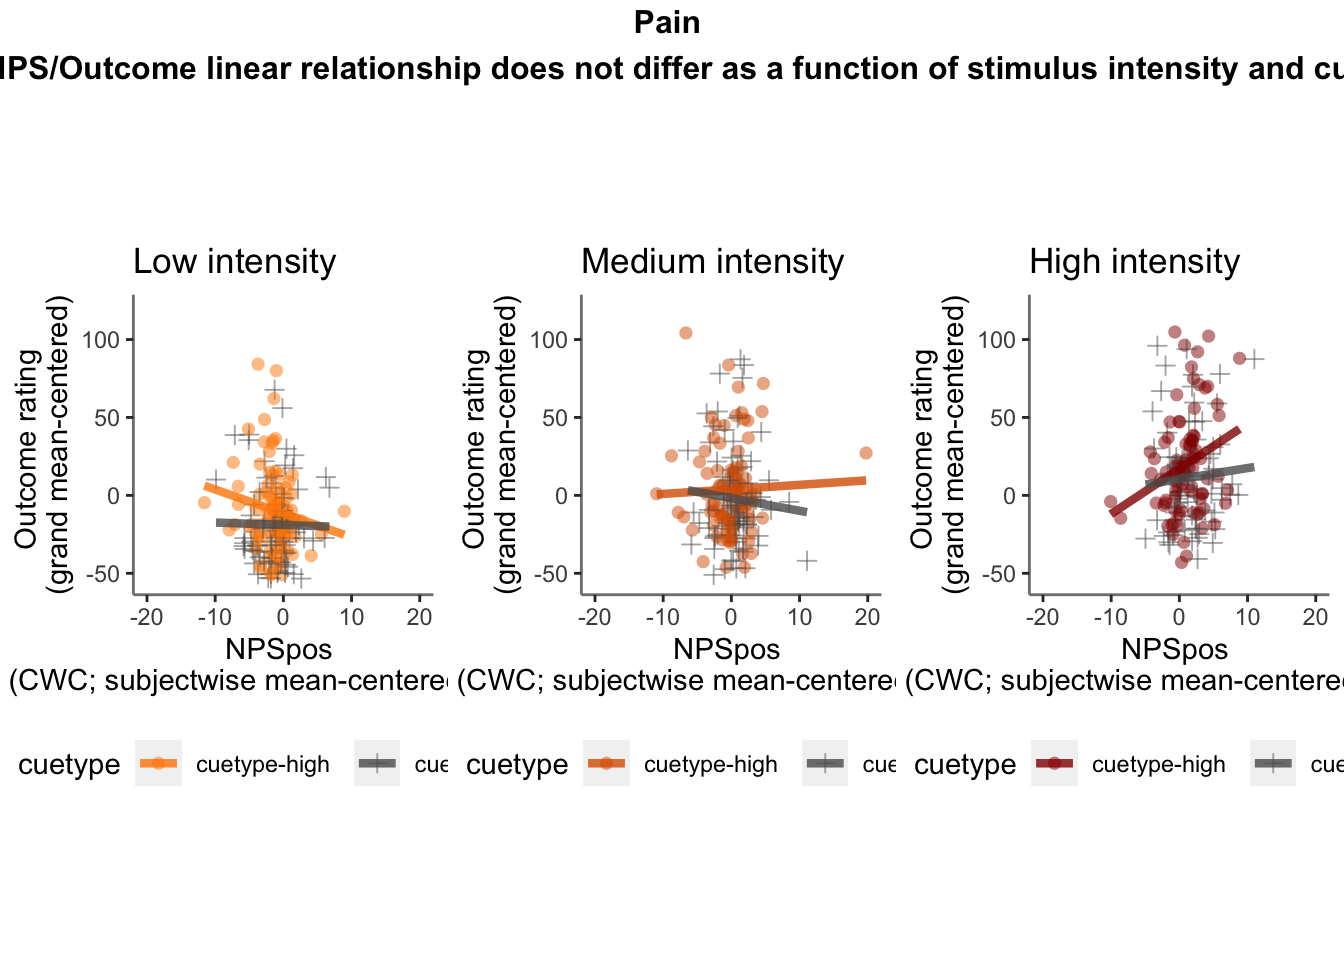 Pain
NPS/Outcome linear relationship does not differ as a function of stimulus intensity and cu
Low intensity
Outcome rating
(grand mean-centered)
100
50
0
-50
-20 -10 0 10 20
NPSpos
(CWC; subjectwise mean-centere
cuetype cuetype-high cue
Medium intensity
Outcome rating
(grand mean-centered)
100
50
0
-50
-20 -10 0 10 20
NPSpos
(CWC; subjectwise mean-centere
cuetype cuetype-high cue
High intensity
Outcome rating
(grand mean-centered)
100
50
0
-50
-20 -10 0 10 20
NPSpos
(CWC; subjectwise mean-centered
cuetype cuetype-high cue